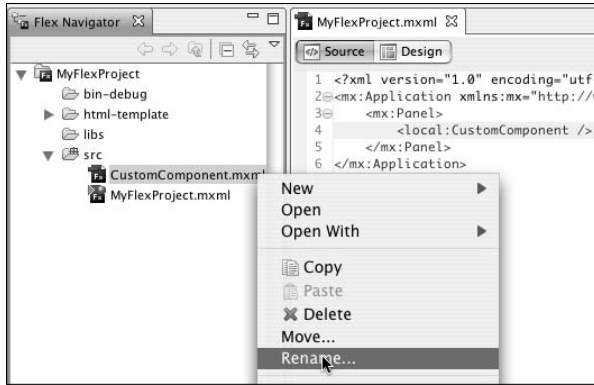 Flex Navigator
MyFlexProject
bin-debug
html-template
libs
src
CustomComponent.mxml
MyFlexProject.mxml
MyFlexProject.mxml
Source
Design
1 <?xml version="1.0" encoding="utf
2 <mx:Application xmlns:mx="http://
3 <mx:Panel>
4 <local:CustomComponent />
5 </mx:Panel>
6 </mx:Application>
New
Open
Open With
Copy
Paste
Delete
Move...
Rename...